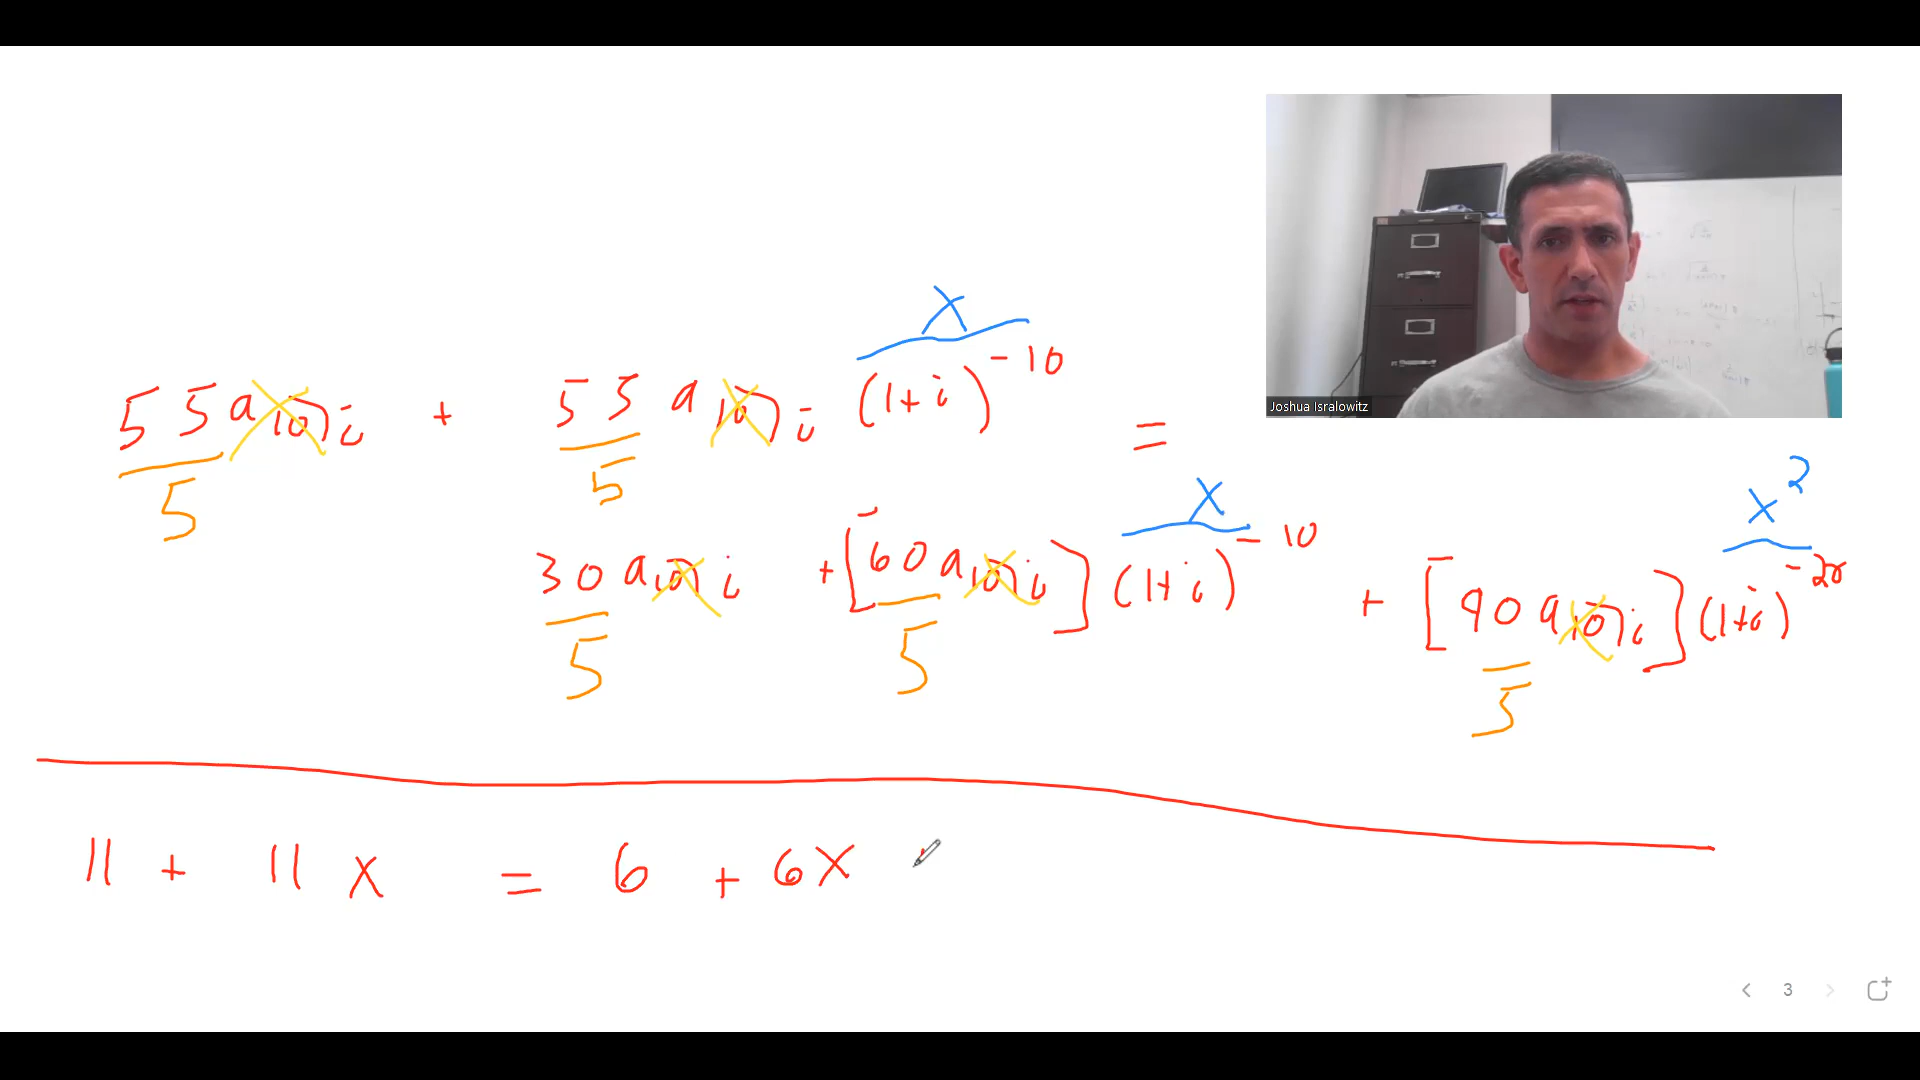 X
55 a10⌉i + 55 a10⌉i (1+i)^-10 =
5 5
X X²
30 a10⌉i + [60 a10⌉i] (1+i)^-10 + [90 a10⌉i] (1+i)^-20
5 5 5
11 + 11 X = 6 + 6X
Joshua Isralowitz
3